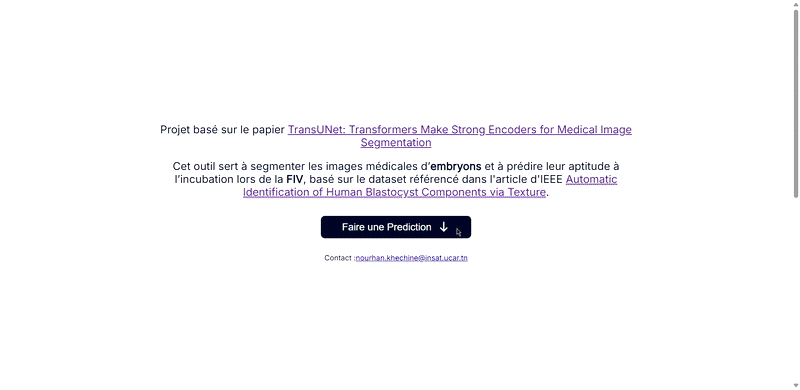 Projet basé sur le papier TransUNet: Transformers Make Strong Encoders for Medical Image
Segmentation
Cet outil sert à segmenter les images médicales d’embryons et à prédire leur aptitude à
l’incubation lors de la FIV, basé sur le dataset référencé dans l'article d'IEEE Automatic
Identification of Human Blastocyst Components via Texture.
Faire une Prediction ↓
Contact :nourhan.khechine@insat.ucar.tn